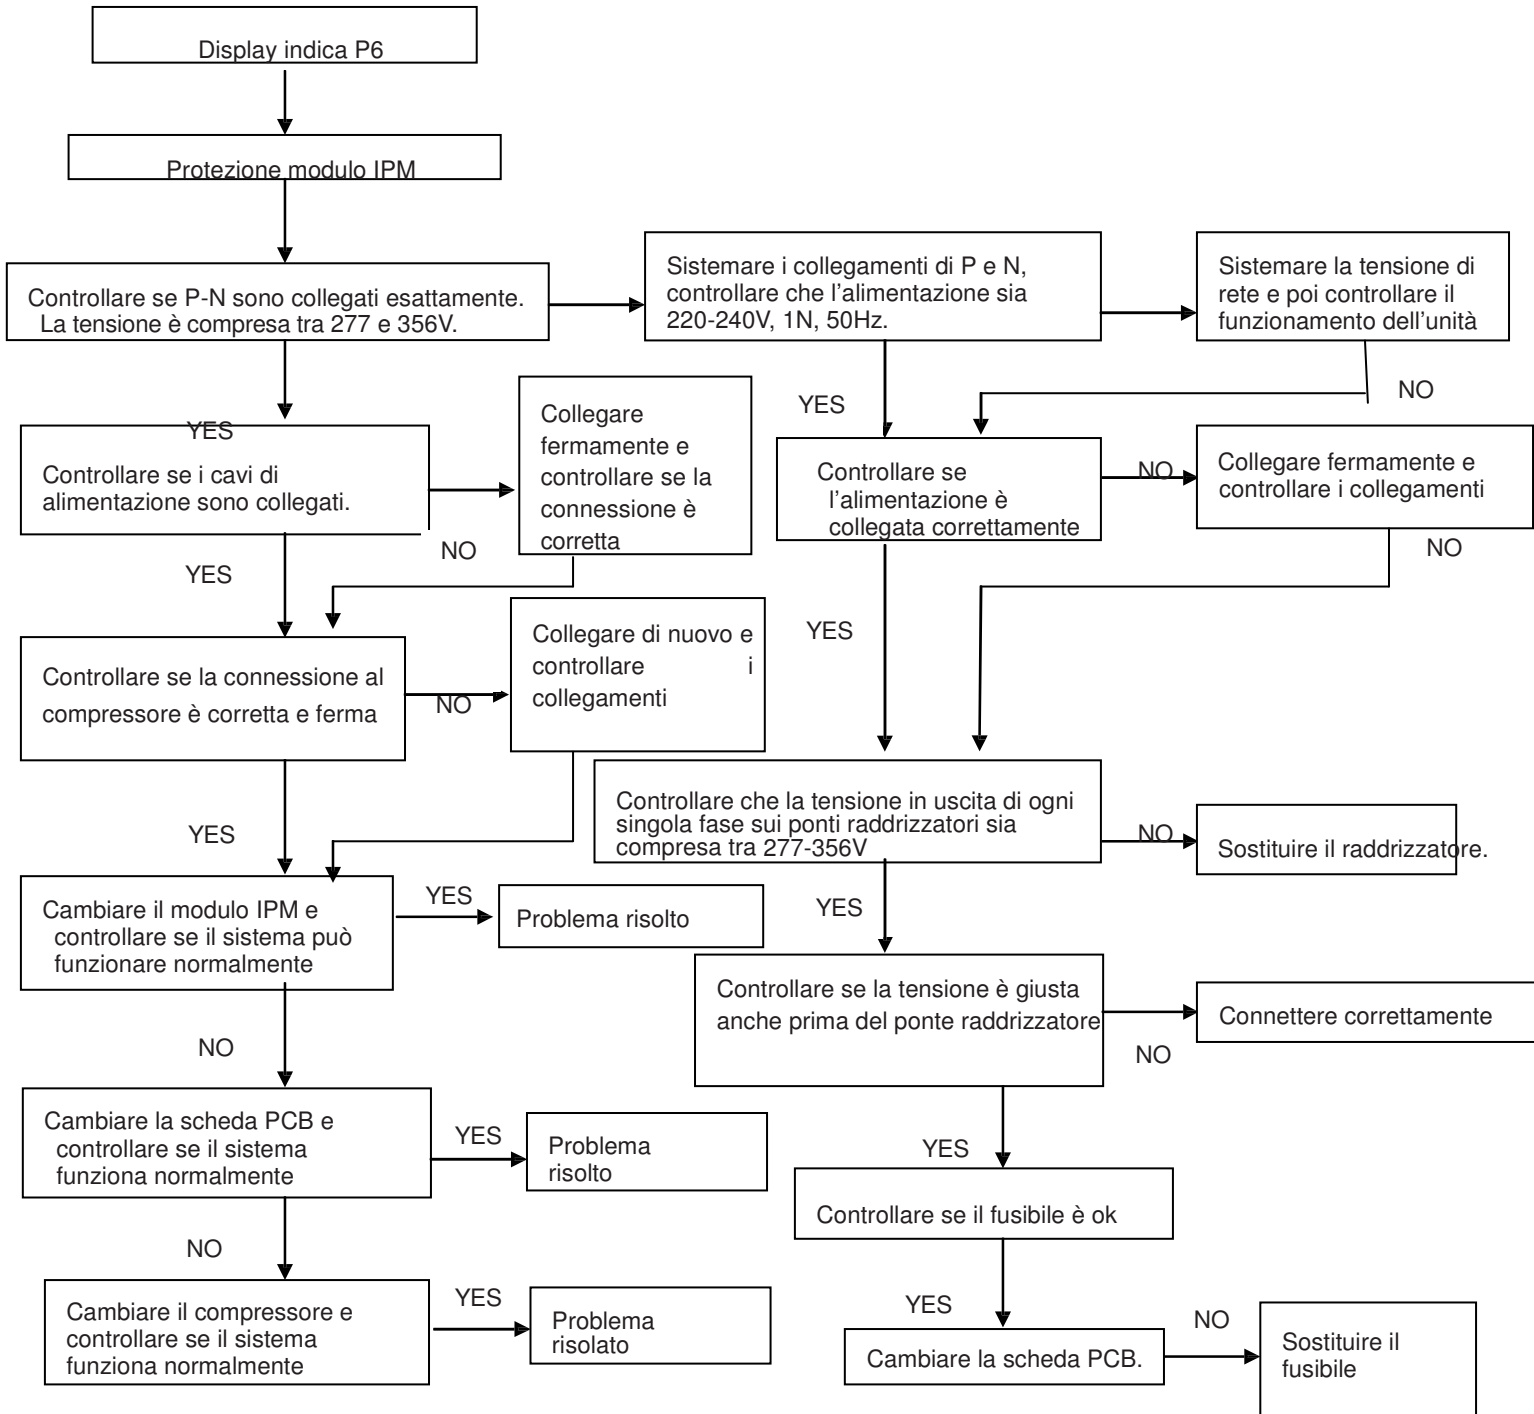 Display indica P6
Protezione modulo IPM
Controllare se P-N sono collegati esattamente.
La tensione è compresa tra 277 e 356V.
Sistemare i collegamenti di P e N,
controllare che l'alimentazione sia
220-240V, 1N, 50Hz.
Sistemare la tensione di
rete e poi controllare il
funzionamento dell'unità
YES
NO
YES
Controllare se i cavi di
alimentazione sono collegati.
Collegare
fermamente e
controllare se la
connessione è
corretta
Controllare se
l'alimentazione è
collegata correttamente
NO
Collegare fermamente e
controllare i collegamenti
NO
NO
YES
YES
Controllare se la connessione al
compressore è corretta e ferma
NO
Collegare di nuovo e
controllare i
collegamenti
YES
Controllare che la tensione in uscita di ogni
singola fase sui ponti raddrizzatori sia
compresa tra 277-356V
NO
Sostituire il raddrizzatore.
Cambiare il modulo IPM e
controllare se il sistema può
funzionare normalmente
YES
Problema risolto
YES
Controllare se la tensione è giusta
anche prima del ponte raddrizzatore
NO
Connettere correttamente
NO
Cambiare la scheda PCB e
controllare se il sistema
funziona normalmente
YES
Problema
risolto
YES
Controllare se il fusibile è ok
NO
Cambiare il compressore e
controllare se il sistema
funziona normalmente
YES
Problema
risolato
YES
Cambiare la scheda PCB.
NO
Sostituire il
fusibile